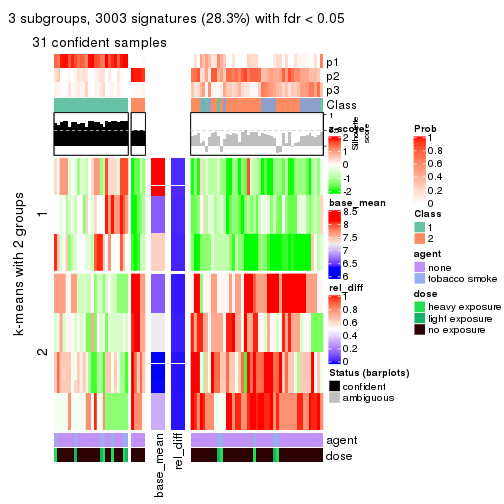 3 subgroups, 3003 signatures (28.3%) with fdr < 0.05
31 confident samples
p1
p2
p3
Class
1
0.5
0
Silhouette
score
k-means with 2 groups
1
2
z-score
2
1
0
-1
-2
base_mean
8.5
8
7.5
7
6.5
6
rel_diff
1
0.8
0.6
0.4
0.2
0
Status (barplots)
confident
ambiguous
Prob
1
0.8
0.6
0.4
0.2
0
Class
1
2
agent
none
tobacco smoke
dose
heavy exposure
light exposure
no exposure
agent
dose
base_mean
rel_diff